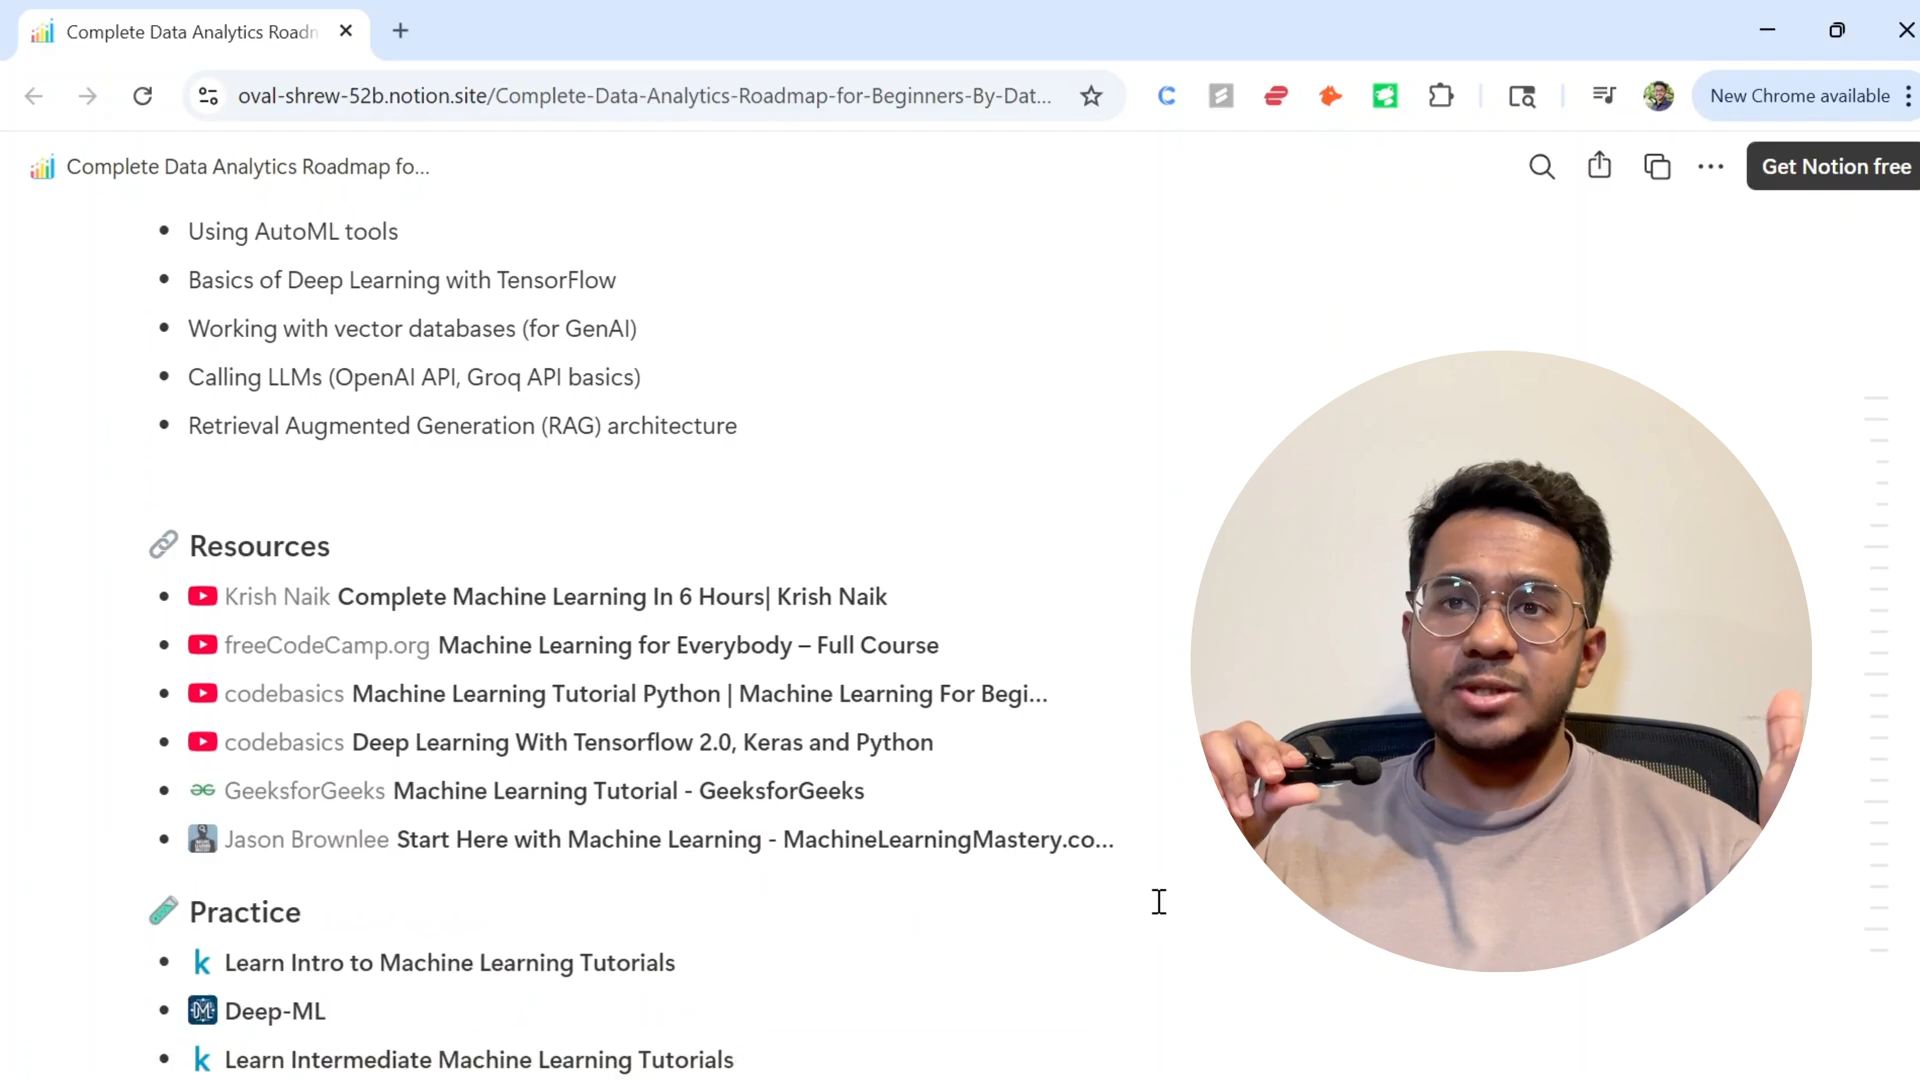 Complete Data Analytics Roadn
oval-shrew-52b.notion.site/Complete-Data-Analytics-Roadmap-for-Beginners-By-Dat...
New Chrome available
Complete Data Analytics Roadmap fo...
Get Notion free
• Using AutoML tools
• Basics of Deep Learning with TensorFlow
• Working with vector databases (for GenAI)
• Calling LLMs (OpenAI API, Groq API basics)
• Retrieval Augmented Generation (RAG) architecture
Resources
• Krish Naik Complete Machine Learning In 6 Hours| Krish Naik
• freeCodeCamp.org Machine Learning for Everybody – Full Course
• codebasics Machine Learning Tutorial Python | Machine Learning For Begi...
• codebasics Deep Learning With Tensorflow 2.0, Keras and Python
• GeeksforGeeks Machine Learning Tutorial - GeeksforGeeks
• Jason Brownlee Start Here with Machine Learning - MachineLearningMastery.co...
Practice
• k Learn Intro to Machine Learning Tutorials
• DML Deep-ML
• k Learn Intermediate Machine Learning Tutorials